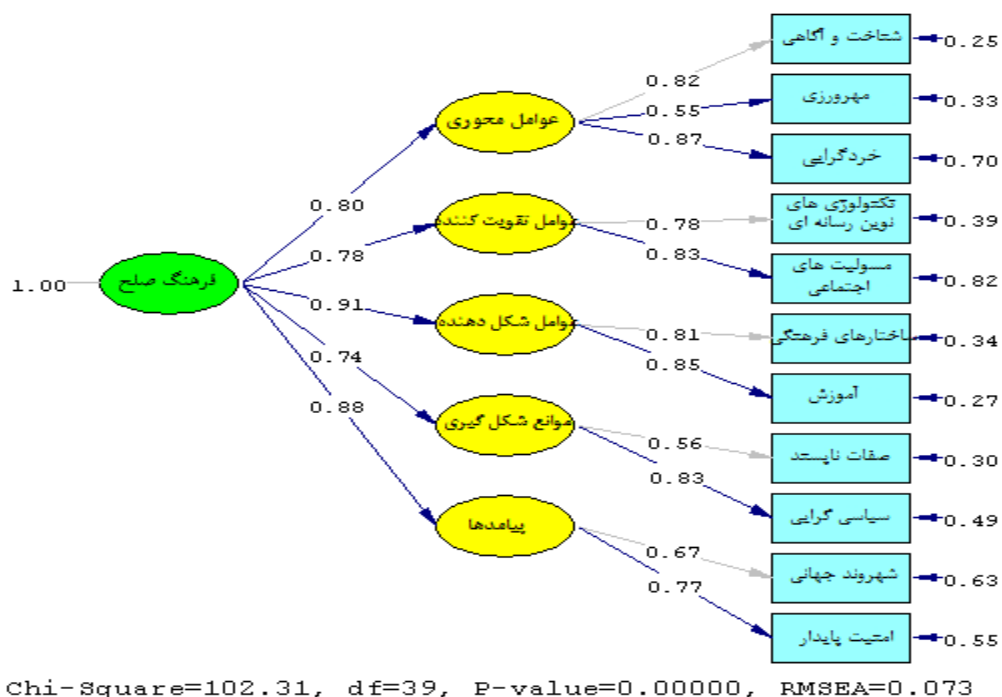 شناخت و آگاهی
0.25
0.82
مهرورزی
0.33
عوامل محوری
0.55
0.87
خردگرایی
0.70
0.80
تکنولوژی های
نوین رسانه ای
0.39
عوامل تقویت کننده
0.78
0.78
0.83
مسولیت های
اجتماعی
0.82
1.00
فرهنگ صلح
0.91
عوامل شکل دهنده
0.81
ساختارهای فرهنگی
0.34
0.85
0.74
آموزش
0.27
0.88
موانع شکل گیری
0.56
صفات ناپسند
0.30
0.83
سیاسی گرایی
0.49
پیامدها
0.67
شهروند جهانی
0.63
0.77
امنیت پایدار
0.55
Chi-Square=102.31, df=39, P-value=0.00000, RMSEA=0.073